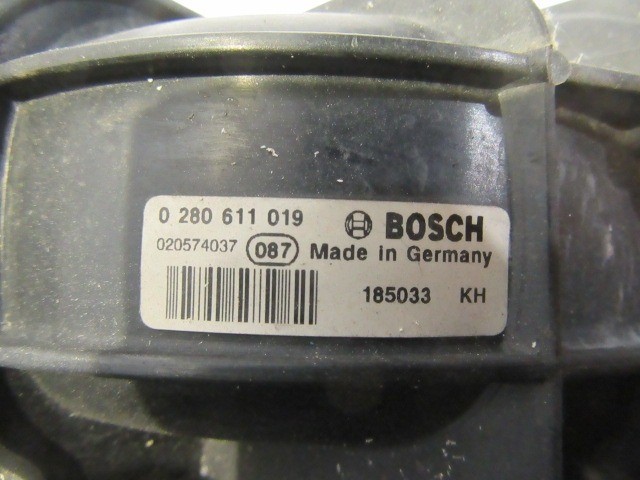 0 280 611 019 BOSCH
020574037 087 Made in Germany
185033 KH